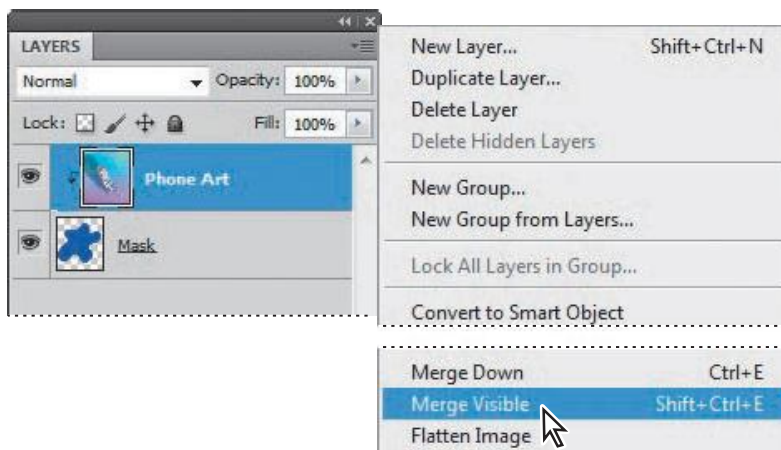 LAYERS
Normal Opacity: 100%
Lock: Fill: 100%
Phone Art
Mask
New Layer... Shift+Ctrl+N
Duplicate Layer...
Delete Layer
Delete Hidden Layers
New Group...
New Group from Layers...
Lock All Layers in Group...
Convert to Smart Object
Merge Down Ctrl+E
Merge Visible Shift+Ctrl+E
Flatten Image